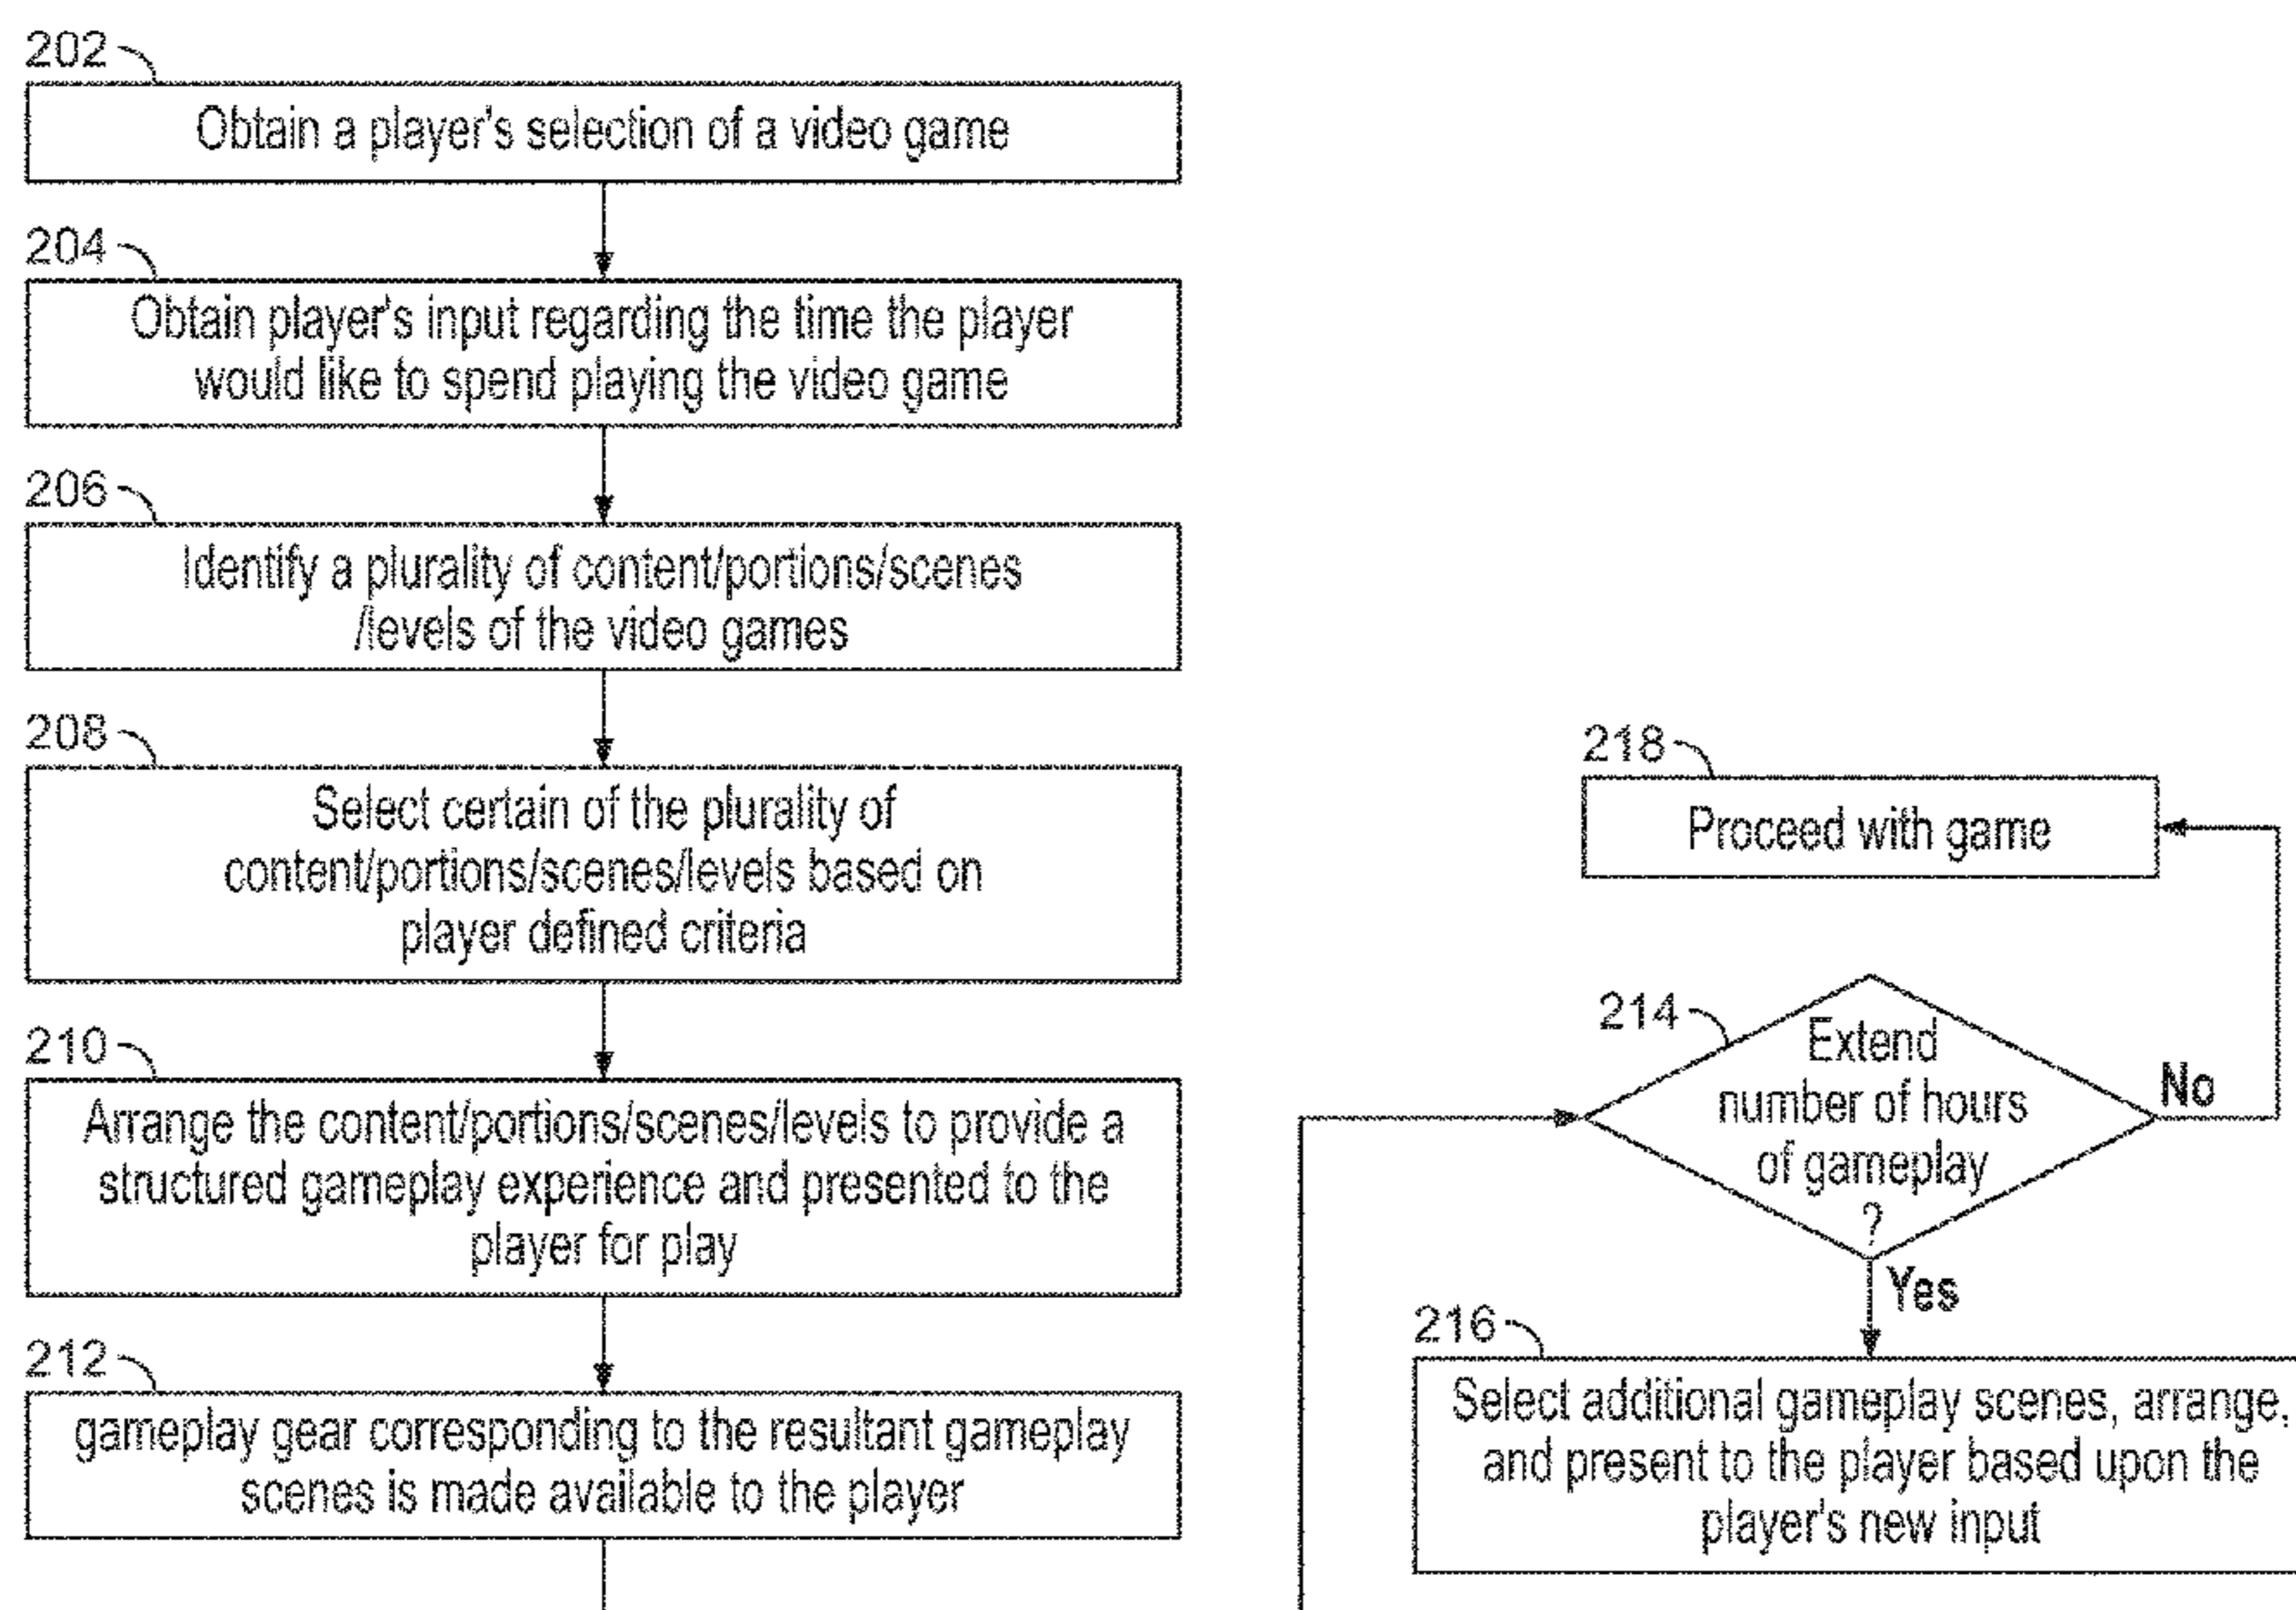 202
Obtain a player's selection of a video game
204
Obtain player's input regarding the time the player
would like to spend playing the video game
206
Identify a plurality of content/portions/scenes
/levels of the video games
208
Select certain of the plurality of
content/portions/scenes/levels based on
player defined criteria
210
Arrange the content/portions/scenes/levels to provide a
structured gameplay experience and presented to the
player for play
212
gameplay gear corresponding to the resultant gameplay
scenes is made available to the player
218
Proceed with game
214
Extend
number of hours
of gameplay
?
No
Yes
216
Select additional gameplay scenes, arrange,
and present to the player based upon the
player's new input